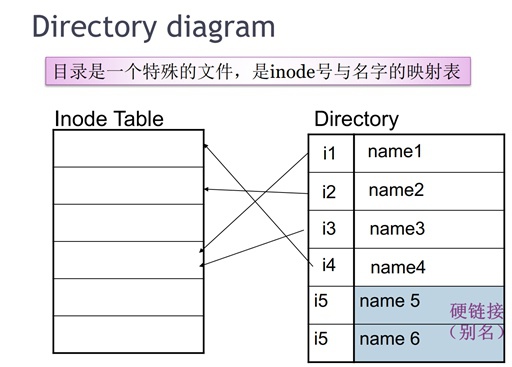 Directory diagram
目录是一个特殊的文件，是inode号与名字的映射表
Inode Table
Directory
i1 name1
i2 name2
i3 name3
i4 name4
i5 name 5
i5 name 6
硬链接
（别名）